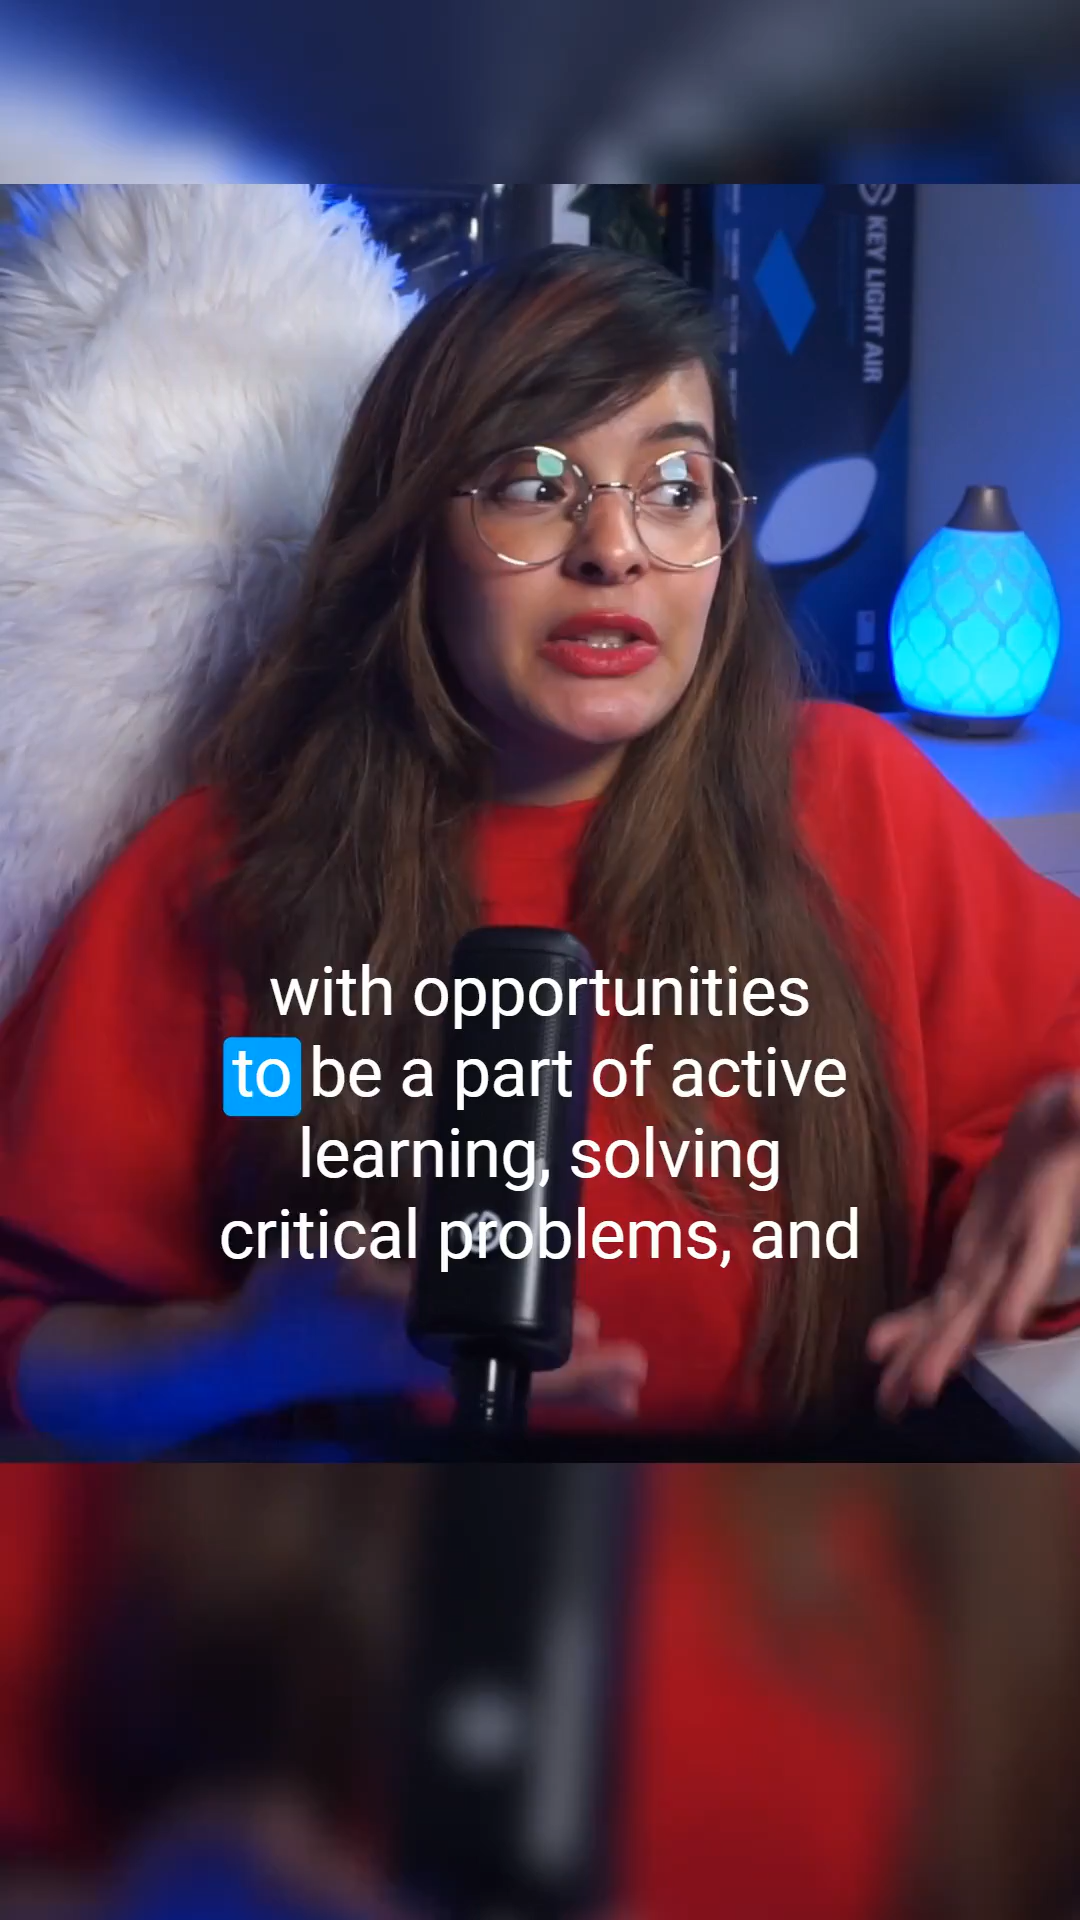 KEY LIGHT AIR
with opportunities
to be a part of active
learning, solving
critical problems, and